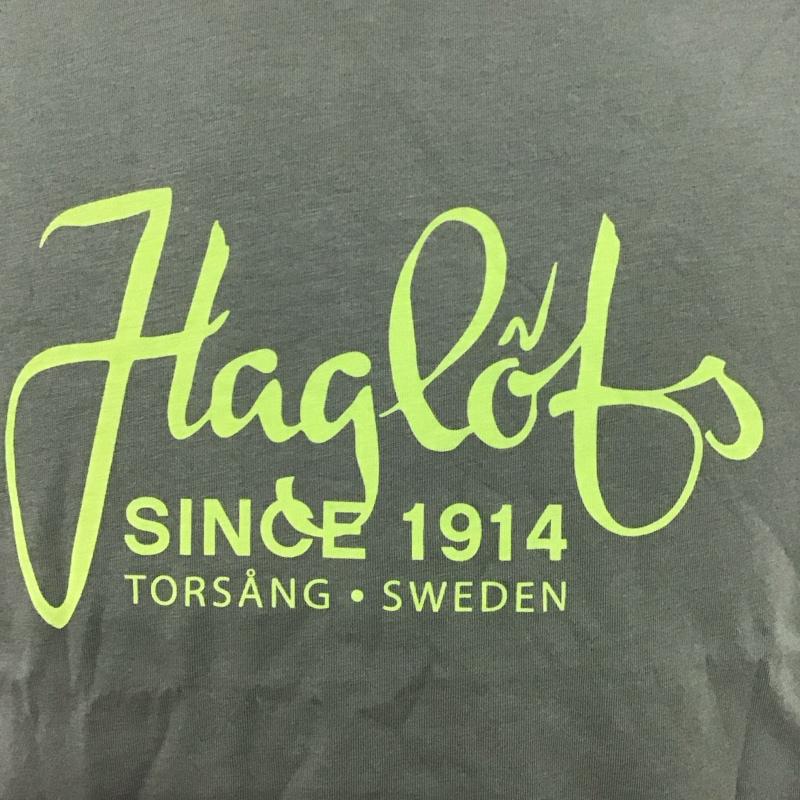 Haglöfs
SINCE 1914
TORSÅNG • SWEDEN